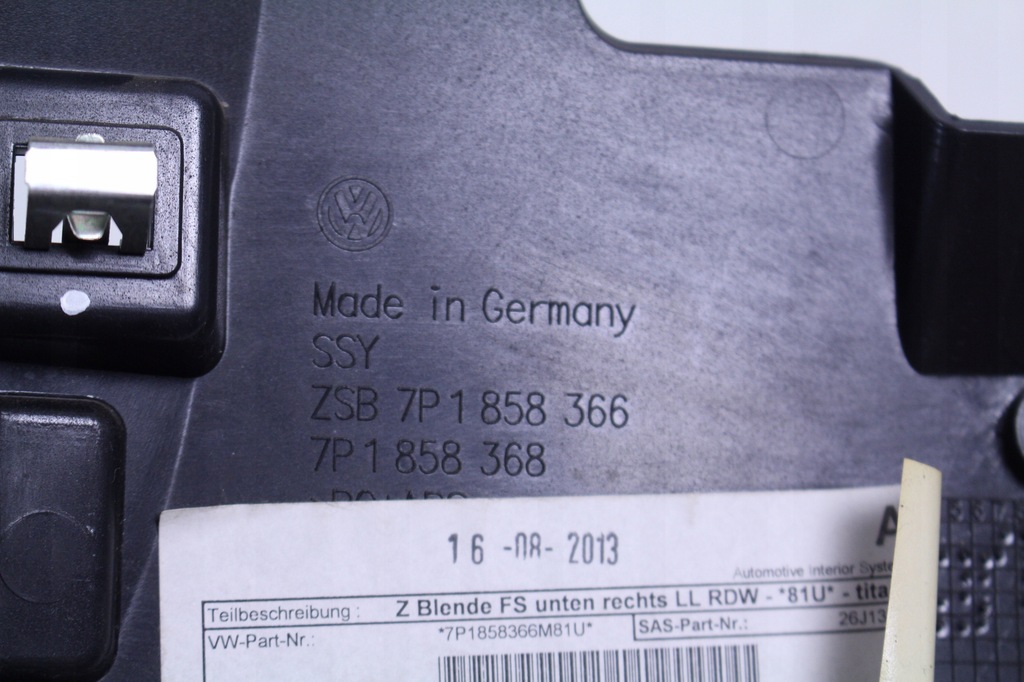 Made in Germany
SSY
ZSB 7P1 858 366
7P1 858 368
16 -08- 2013
Automotive Interior
Teilbeschreibung : Z Blende FS unten rechts LL RDW - *81U* -
VW-Part-Nr.: *7P1858366M81U* SAS-Part-Nr.: